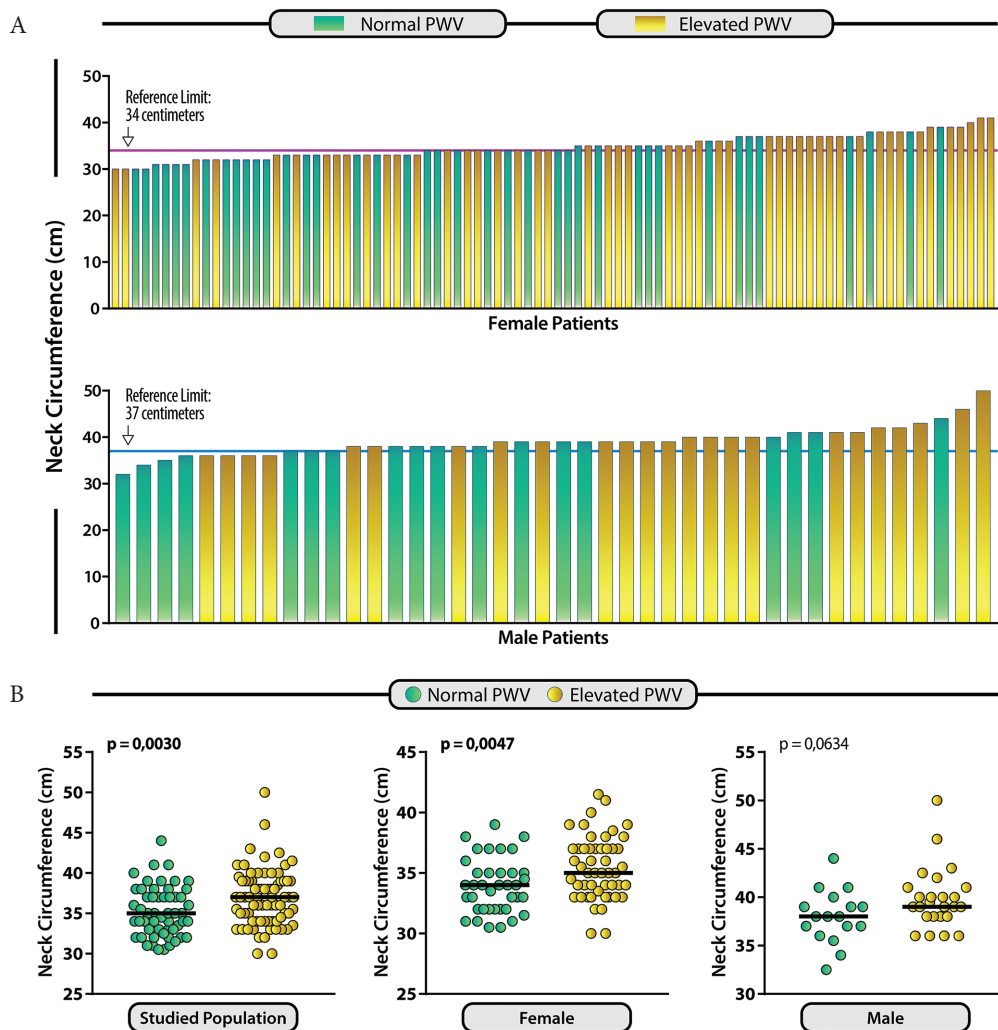 A
Normal PWV
Elevated PWV
Neck Circumference (cm)
50
40
30
20
10
0
Reference Limit:
34 centimeters
Female Patients
50
40
30
20
10
0
Reference Limit:
37 centimeters
Male Patients
B
Normal PWV
Elevated PWV
Neck Circumference (cm)
55
50
45
40
35
30
25
p = 0,0030
Studied Population
Neck Circumference (cm)
45
40
35
30
25
p = 0,0047
Female
Neck Circumference (cm)
55
50
45
40
35
30
p = 0,0634
Male